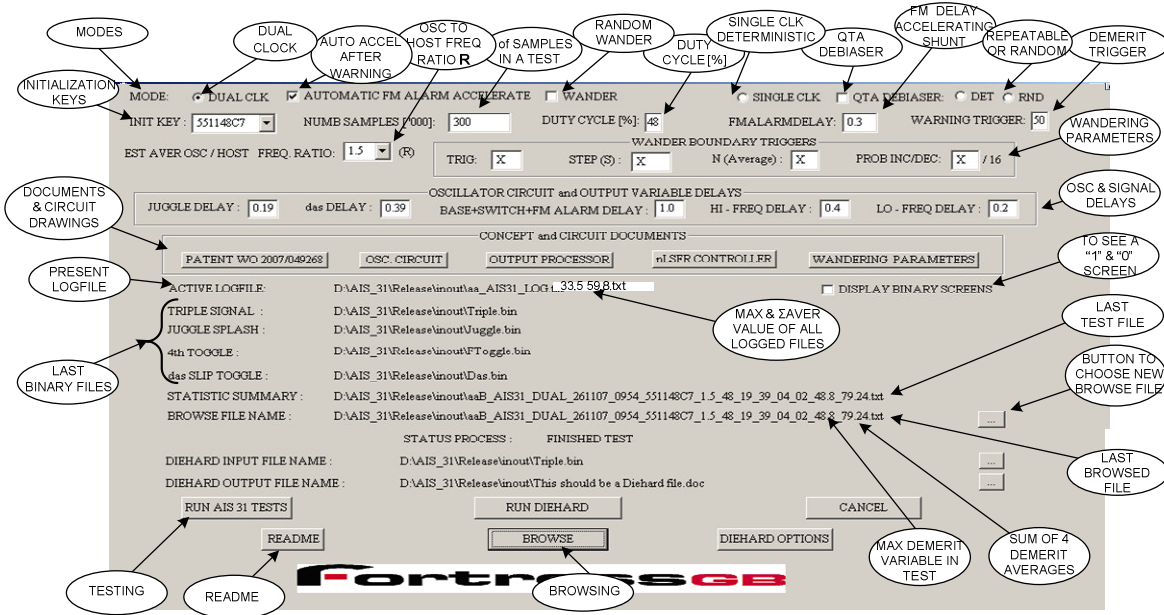 MODES
DUAL CLOCK
AUTO ACCEL AFTER WARNING
OSC TO HOST FREQ RATIO R
of SAMPLES IN A TEST
RANDOM WANDER
DUTY CYCLE [%]
SINGLE CLK DETERMINISTIC
QTA DEBIASER
FM DELAY ACCELERATING SHUNT
REPEATABLE OR RANDOM
DEMERIT TRIGGER
INITIALIZATION KEYS
MODE: DUAL CLK AUTOMATIC FM ALARM ACCELERATE WANDER SINGLE CLK QTA DEBIASER: DET RND
INIT KEY : 551148C7 NUMB SAMPLES ['000]: 300 DUTY CYCLE [%]: 48 FMALARMDELAY: 0.3 WARNING TRIGGER: 50
WANDERING PARAMETERS
EST AVER OSC / HOST FREQ. RATIO: 1.5 (R)
WANDER BOUNDARY TRIGGERS
TRIG: X STEP (S) : X N (Average) : X PROB INC/DEC: X / 16
DOCUMENTS & CIRCUIT DRAWINGS
OSCILLATOR CIRCUIT and OUTPUT VARIABLE DELAYS
JUGGLE DELAY : 0.19 das DELAY : 0.39 BASE+SWITCH+FM ALARM DELAY : 1.0 HI - FREQ DELAY : 0.4 LO - FREQ DELAY : 0.2
OSC & SIGNAL DELAYS
CONCEPT and CIRCUIT DOCUMENTS
PATENT WO 2007/049268 OSC. CIRCUIT OUTPUT PROCESSOR nLSFR CONTROLLER WANDERING PARAMETERS
TO SEE A "1" & "0" SCREEN
PRESENT LOGFILE
ACTIVE LOGFILE: D:\AIS_31\Release\inout\aa_AIS31_LOG.t 33.5 59.8.txt DISPLAY BINARY SCREENS
TRIPLE SIGNAL : D:\AIS_31\Release\inout\Triple.bin
JUGGLE SPLASH : D:\AIS_31\Release\inout\Juggle.bin
4th TOGGLE : D:\AIS_31\Release\inout\FToggle.bin
das SLIP TOGGLE : D:\AIS_31\Release\inout\Das.bin
MAX & ΣAVER VALUE OF ALL LOGGED FILES
LAST TEST FILE
LAST BINARY FILES
BUTTON TO CHOOSE NEW BROWSE FILE
STATISTIC SUMMARY : D:\AIS_31\Release\inout\aaB_AIS31_DUAL_261107_0954_551148C7_1.5_48_19_39_04_02_48.8_79.24.txt
BROWSE FILE NAME : D:\AIS_31\Release\inout\aaB_AIS31_DUAL_261107_0954_551148C7_1.5_48_19_39_04_02_48.8_79.24.txt ...
STATUS PROCESS : FINISHED TEST
DIEHARD INPUT FILE NAME : D:\AIS_31\Release\inout\Triple.bin ...
DIEHARD OUTPUT FILE NAME : D:\AIS_31\Release\inout\This should be a Diehard file.doc ...
LAST BROWSED FILE
RUN AIS 31 TESTS RUN DIEHARD CANCEL
README BROWSE DIEHARD OPTIONS
MAX DEMERIT VARIABLE IN TEST
SUM OF 4 DEMERIT AVERAGES
TESTING
README
FortressGB
BROWSING